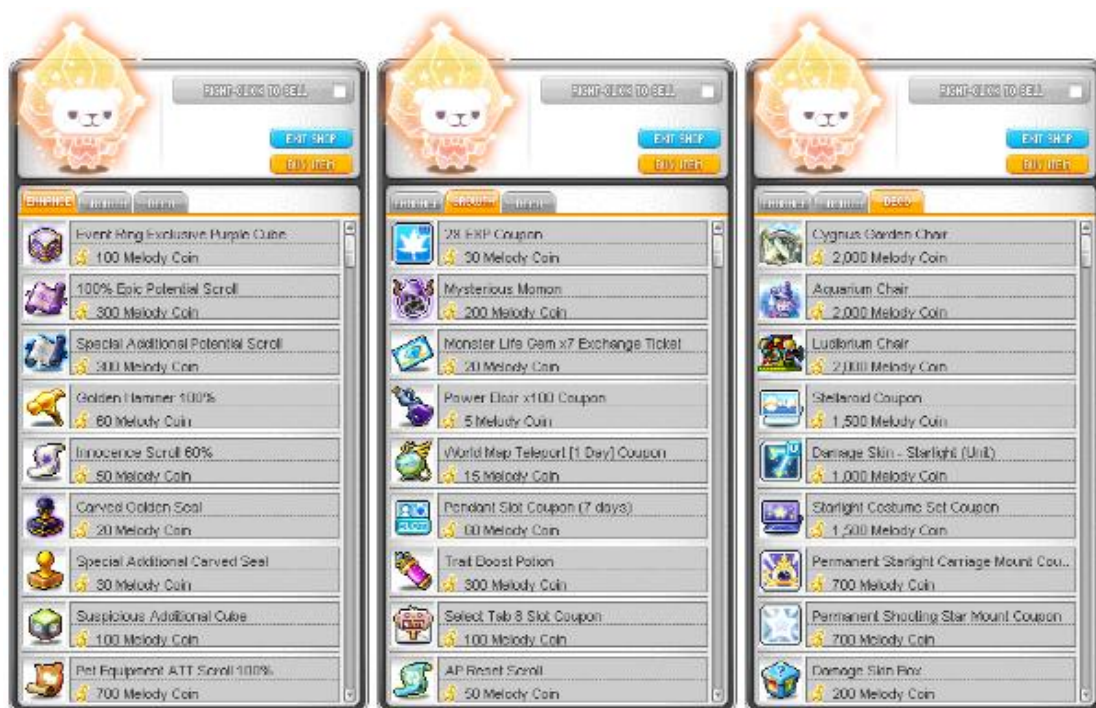 RIGHT-CLICK TO SELL
EXIT SHOP
BUY ITEM
ENHANCE
GROWTH
DECO
Event Ring Exclusive Purple Cube
100 Melody Coin
100% Epic Potential Scroll
300 Melody Coin
Special Additional Potential Scroll
300 Melody Coin
Golden Hammer 100%
60 Melody Coin
Innocence Scroll 60%
50 Melody Coin
Carved Golden Seal
20 Melody Coin
Special Additional Carved Seal
30 Melody Coin
Suspicious Additional Cube
100 Melody Coin
Pet Equipment ATT Scroll 100%
700 Melody Coin
RIGHT-CLICK TO SELL
EXIT SHOP
BUY ITEM
ENHANCE
GROWTH
DECO
EXP Coupon
30 Melody Coin
Mysterious Momon
200 Melody Coin
Monster Life Gem x7 Exchange Ticket
20 Melody Coin
Power Elixir x100 Coupon
5 Melody Coin
World Map Teleport [1 Day] Coupon
15 Melody Coin
Pendant Slot Coupon (7 days)
Melody Coin
Trait Boost Potion
300 Melody Coin
Select Tab 8 Slot Coupon
100 Melody Coin
AP Reset Scroll
50 Melody Coin
RIGHT-CLICK TO SELL
EXIT SHOP
BUY ITEM
ENHANCE
GROWTH
DECO
Cygnus Garden Chair
2,000 Melody Coin
Aquarium Chair
2,000 Melody Coin
Ludibrium Chair
2,000 Melody Coin
Stellaroid Coupon
1,500 Melody Coin
Damage Skin - Starlight (Unit)
1,000 Melody Coin
Starlight Costume Set Coupon
1,500 Melody Coin
Permanent Starlight Carriage Mount Cou..
700 Melody Coin
Permanent Shooting Star Mount Coupon
700 Melody Coin
Damage Skin Box
200 Melody Coin